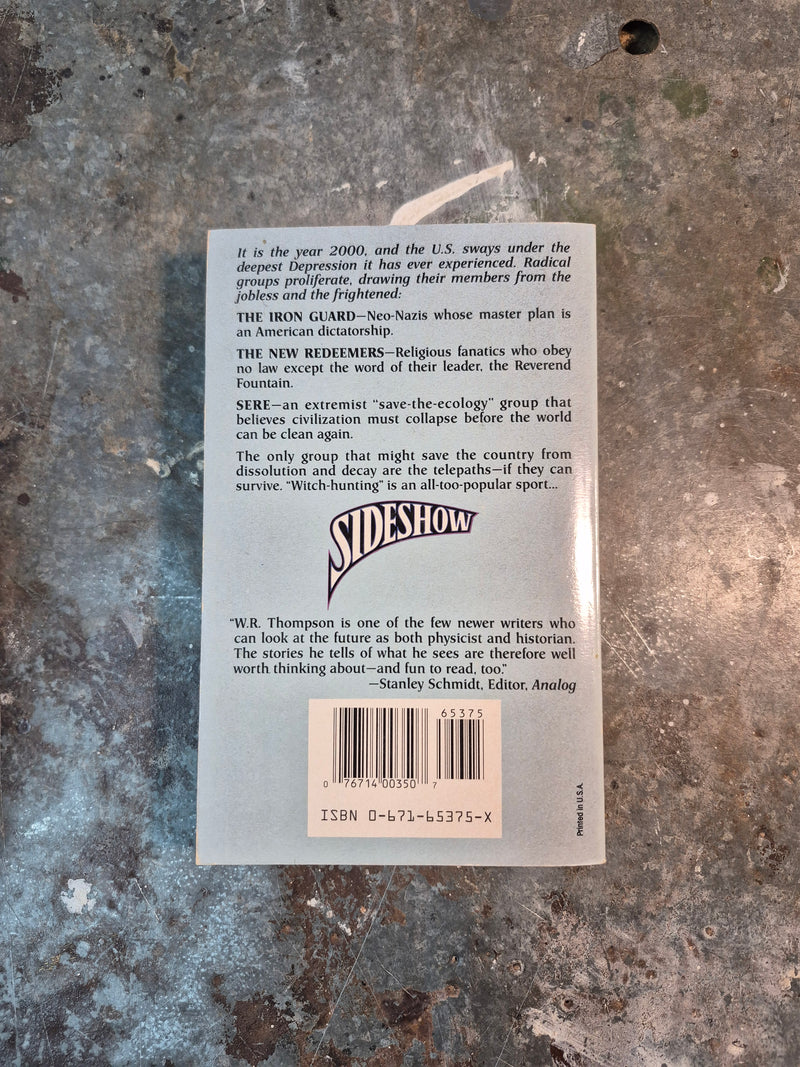 It is the year 2000, and the U.S. sways under the
deepest Depression it has ever experienced. Radical
groups proliferate, drawing their members from the
jobless and the frightened:
THE IRON GUARD—Neo-Nazis whose master plan is
an American dictatorship.
THE NEW REDEEMERS—Religious fanatics who obey
no law except the word of their leader, the Reverend
Fountain.
SERE—an extremist "save-the-ecology" group that
believes civilization must collapse before the world
can be clean again.
The only group that might save the country from
dissolution and decay are the telepaths—if they can
survive. "Witch-hunting" is an all-too-popular sport...
SIDESHOW
"W.R. Thompson is one of the few newer writers who
can look at the future as both physicist and historian.
The stories he tells of what he sees are therefore well
worth thinking about—and fun to read, too."
—Stanley Schmidt, Editor, Analog
65375
0 76714 00350 7
ISBN 0-671-65375-X
Printed in U.S.A.